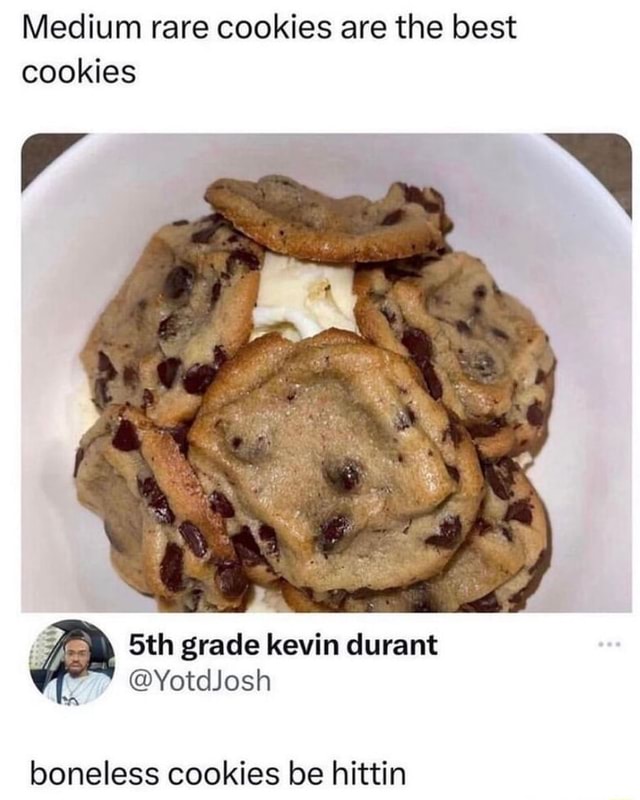 Medium rare cookies are the best
cookies
5th grade kevin durant
@YotdJosh
boneless cookies be hittin